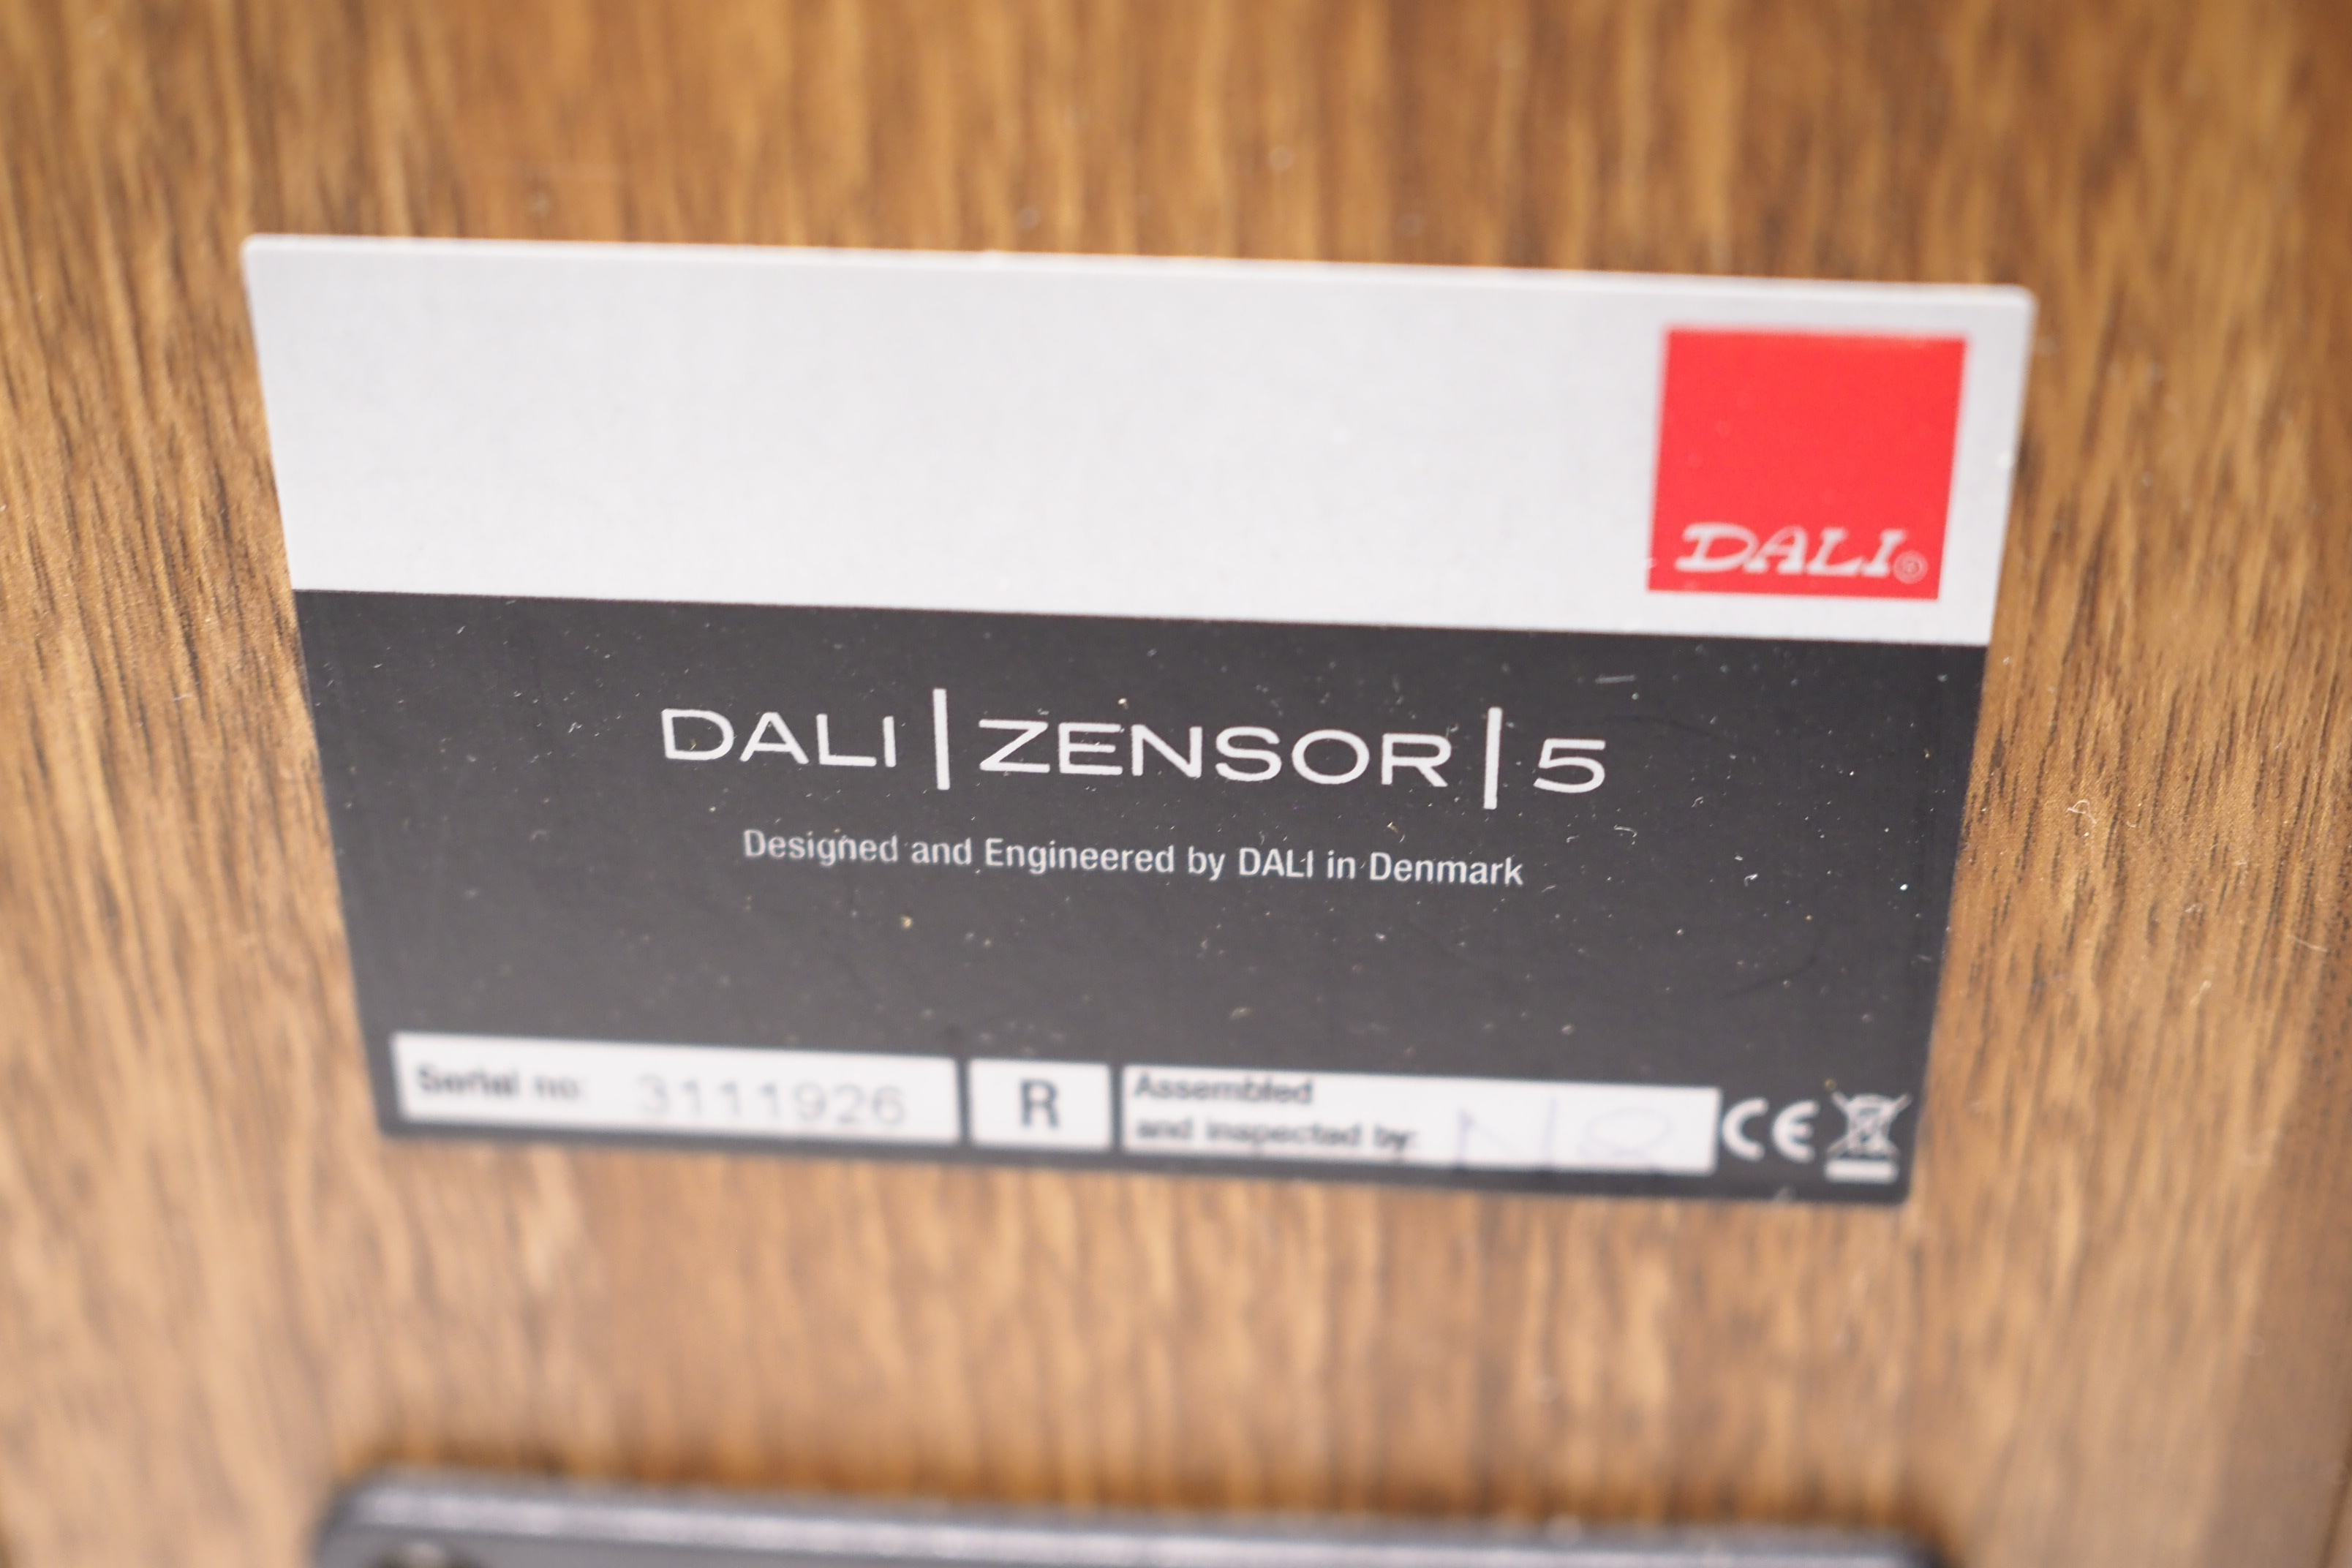 DALI®
DALI|ZENSOR|5
Designed and Engineered by DALI in Denmark
Serial no: 3111926
R
Assembled
and inspected by:
CE